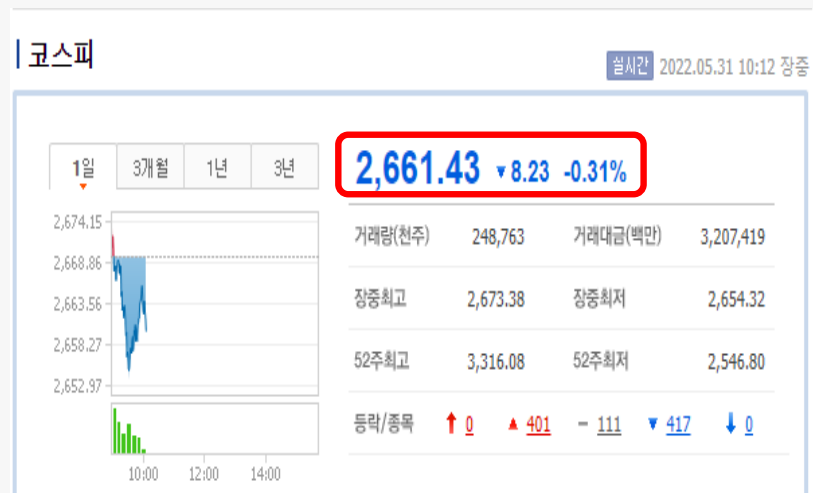 코스피
실시간 2022.05.31 10:12 장중
1일 3개월 1년 3년
2,661.43 ▼ 8.23 -0.31%
2,674.15
2,668.86
2,663.56
2,658.27
2,652.97
10:00 12:00 14:00
거래량(천주) 248,763 거래대금(백만) 3,207,419
장중최고 2,673.38 장중최저 2,654.32
52주최고 3,316.08 52주최저 2,546.80
등락/종목 ↑ 0 ▲ 401 − 111 ▼ 417 ↓ 0